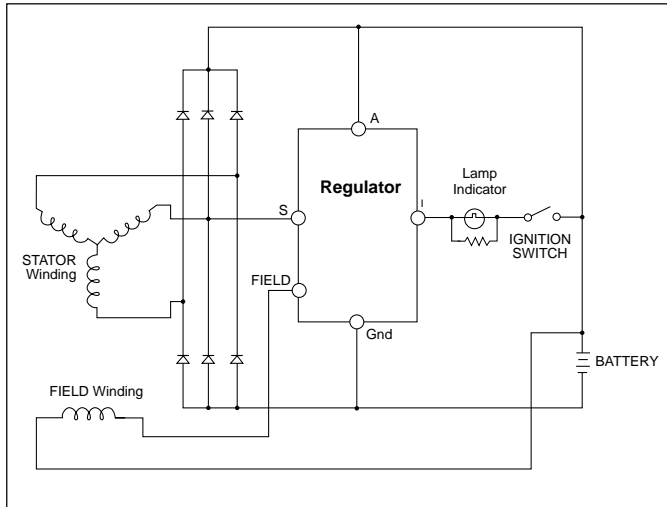 A
Regulator
Lamp
Indicator
I
S
IGNITION
SWITCH
STATOR
Winding
FIELD
Gnd
BATTERY
FIELD Winding